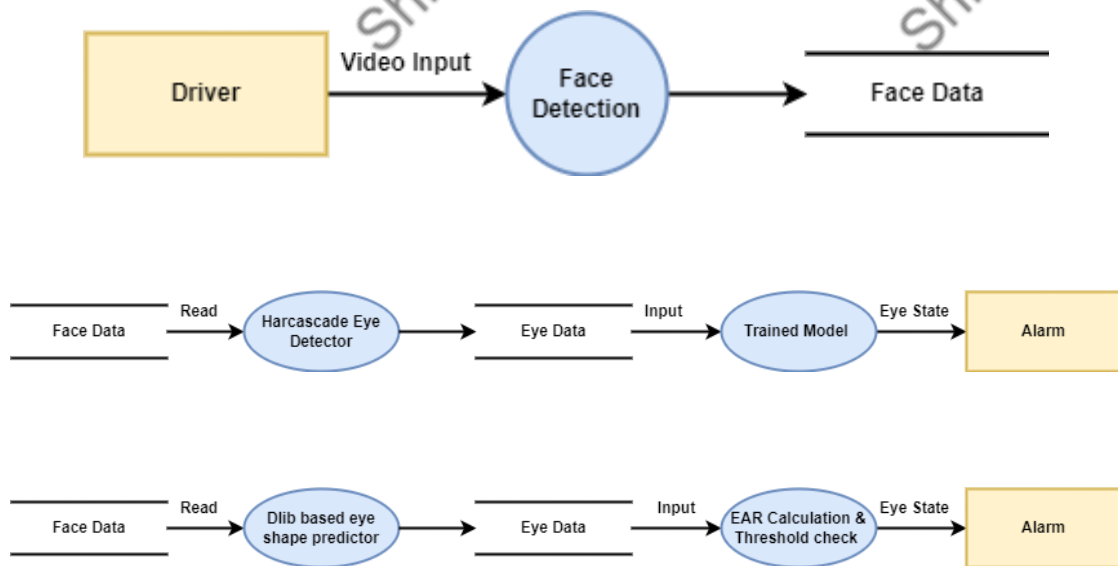 Driver
Video Input
Face
Detection
Face Data
Face Data
Read
Harcascade Eye
Detector
Eye Data
Input
Trained Model
Eye State
Alarm
Face Data
Read
Dlib based eye
shape predictor
Eye Data
Input
EAR Calculation &
Threshold check
Eye State
Alarm